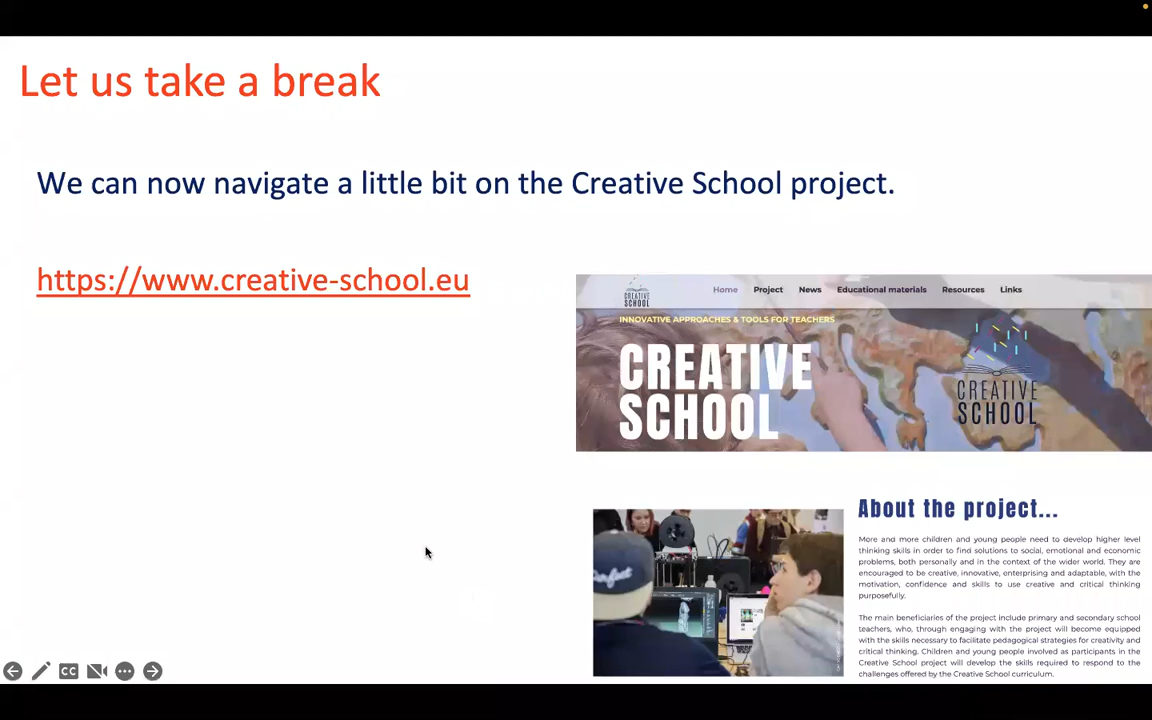 Let us take a break
We can now navigate a little bit on the Creative School project.
https://www.creative-school.eu
CREATIVE
SCHOOL
Home Project News Educational materials Resources Links
INNOVATIVE APPROACHES & TOOLS FOR TEACHERS
CREATIVE
SCHOOL
CREATIVE
SCHOOL
About the project...
More and more children and young people need to develop higher level
thinking skills in order to find solutions to social, emotional and economic
problems, both personally and in the context of the wider world. They are
encouraged to be creative, innovative, enterprising and adaptable, with the
motivation, confidence and skills to use creative and critical thinking
purposefully.
The main beneficiaries of the project include primary and secondary school
teachers, who, through engaging with the project will become equipped
with the skills necessary to facilitate pedagogical strategies for creativity and
critical thinking. Children and young people involved as participants in the
Creative School project will develop the skills required to respond to the
challenges offered by the Creative School curriculum.
CC